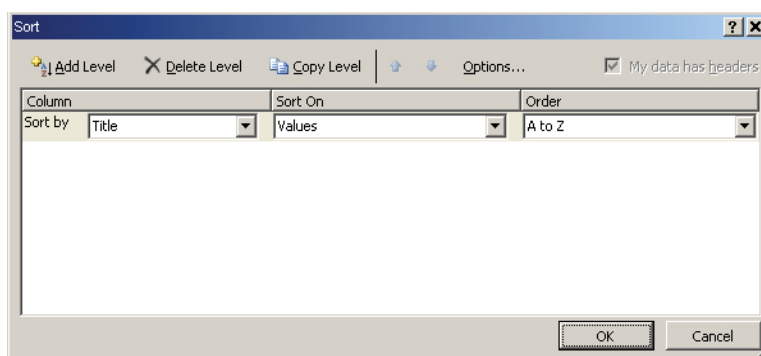 Sort
Add Level Delete Level Copy Level Options... My data has headers
Column Sort On Order
Sort by Title Values A to Z
OK Cancel